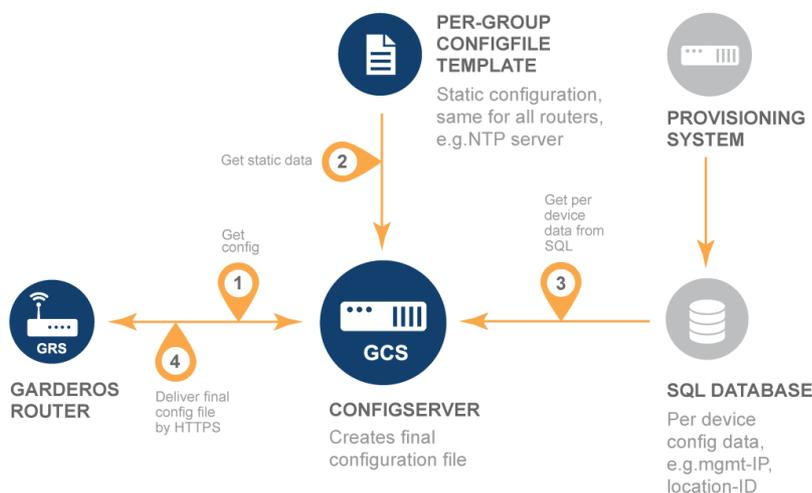 PER-GROUP
CONFIGFILE
TEMPLATE
Static configuration,
same for all routers,
e.g.NTP server
PROVISIONING
SYSTEM
Get static data
2
Get per
device
data from
SQL
3
Get
config
1
GRS
4
GCS
GARDEROS
ROUTER
Deliver final
config file
by HTTPS
CONFIGSERVER
Creates final
configuration file
SQL DATABASE
Per device
config data,
e.g.mgmt-IP,
location-ID